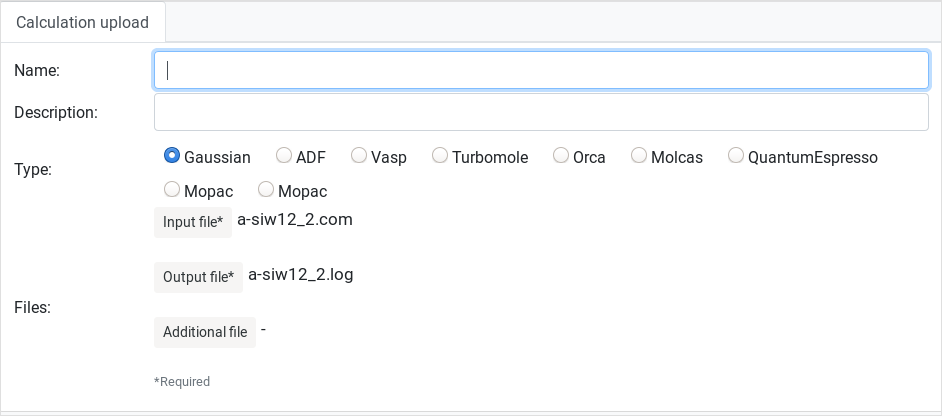 Calculation upload
Name:
Description:
Type:
Gaussian ADF Vasp Turbomole Orca Molcas QuantumEspresso
Mopac Mopac
Files:
Input file* a-siw12_2.com
Output file* a-siw12_2.log
Additional file -
*Required